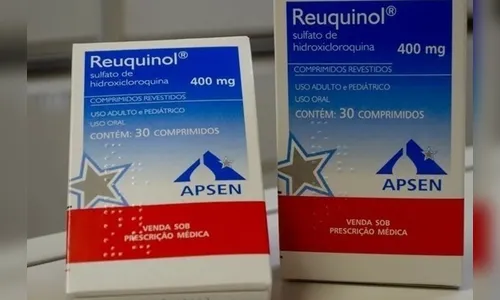 Reuquinol®
sulfato de
hidroxicloroquina
400 mg
COMPRIMIDOS REVESTIDOS
USO ADULTO e PEDIÁTRICO
USO ORAL
CONTÉM: 30 COMPRIMIDOS
APSEN
VENDA SOB
PRESCRIÇÃO MÉDICA
Reuquinol®
sulfato de
hidroxicloroquina
400 mg
COMPRIMIDOS REVESTIDOS
USO ADULTO e PEDIÁTRICO
USO ORAL
CONTÉM: 30 COMPRIMIDOS
APSEN
VENDA SOB
PRESCRIÇÃO MÉDICA